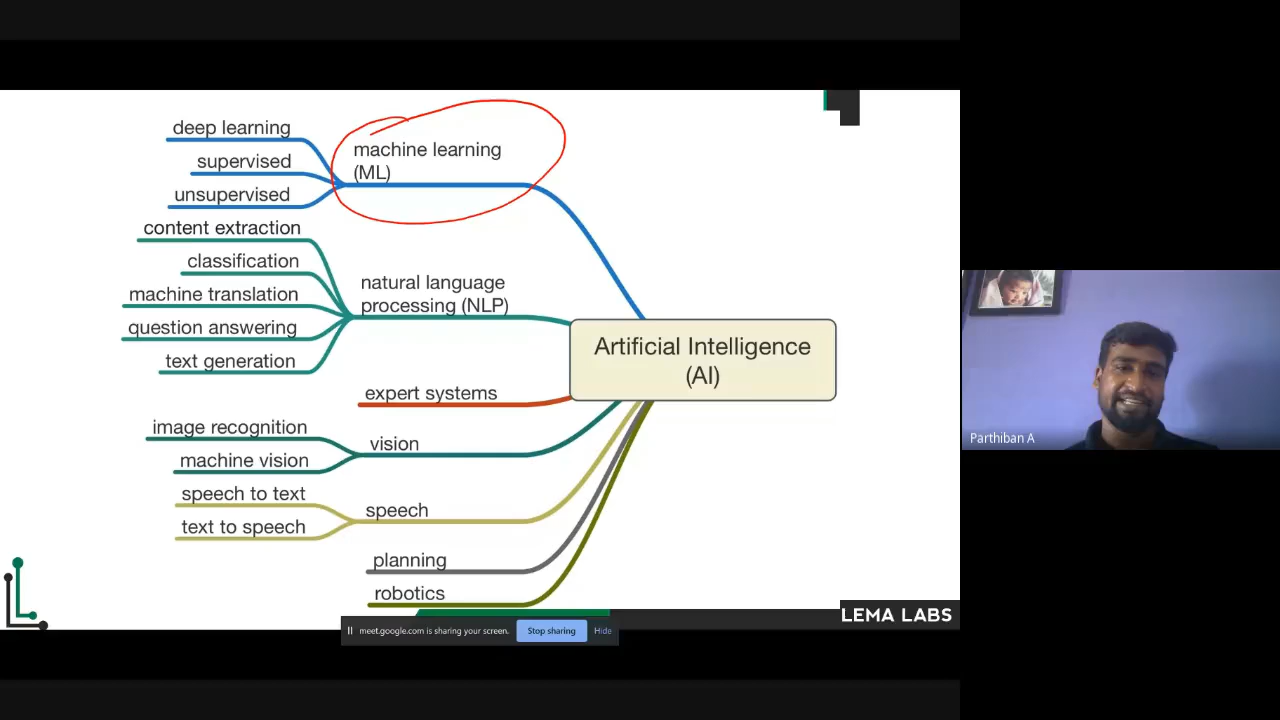 deep learning
supervised
unsupervised
machine learning
(ML)
content extraction
classification
machine translation
question answering
text generation
natural language
processing (NLP)
Artificial Intelligence
(AI)
expert systems
image recognition
machine vision
vision
speech to text
text to speech
speech
planning
robotics
LEMA LABS
meet.google.com is sharing your screen.
Stop sharing
Hide
Parthiban A